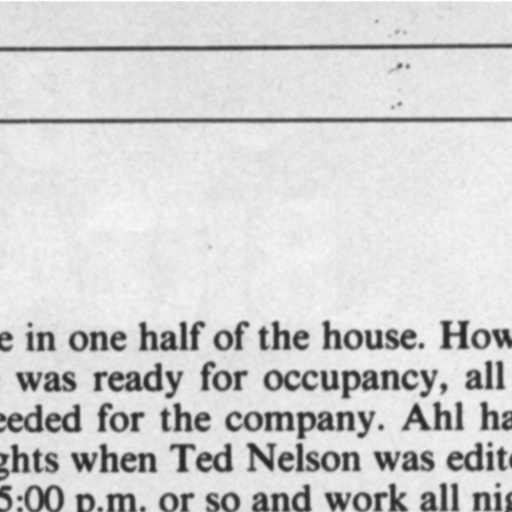 e in one half of the house. How
was ready for occupancy, all
eeded for the company. Ahl ha
ghts when Ted Nelson was edite
5:00 p.m. or so and work all nig